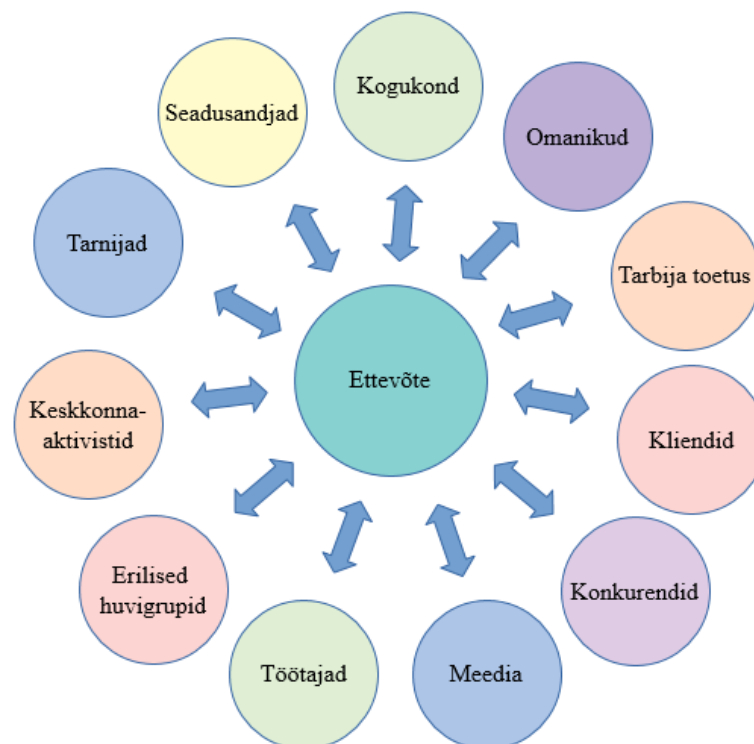 Kogukond
Seadusandjad
Omanikud
Tarnijad
Tarbija toetus
Ettevõte
Keskkonna-
aktivistid
Kliendid
Erilised
huvigrupid
Konkurendid
Töötajad
Meedia